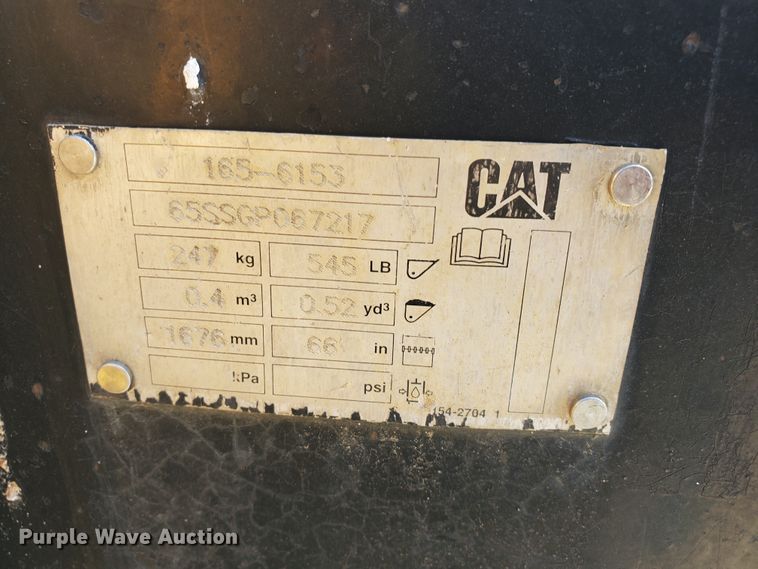 165-6153
CAT
65SSGP067217
247 kg 545 LB
0.4 m³ 0.52 yd³
1676 mm 66 in
kPa psi
154-2704 1
Purple Wave Auction®